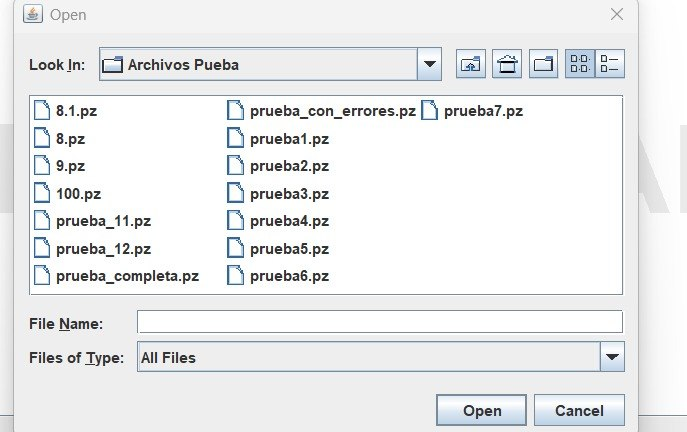 Open
Look In: Archivos Pueba
8.1.pz
8.pz
9.pz
100.pz
prueba_11.pz
prueba_12.pz
prueba_completa.pz
prueba_con_errores.pz
prueba1.pz
prueba2.pz
prueba3.pz
prueba4.pz
prueba5.pz
prueba6.pz
prueba7.pz
File Name:
Files of Type: All Files
Open Cancel